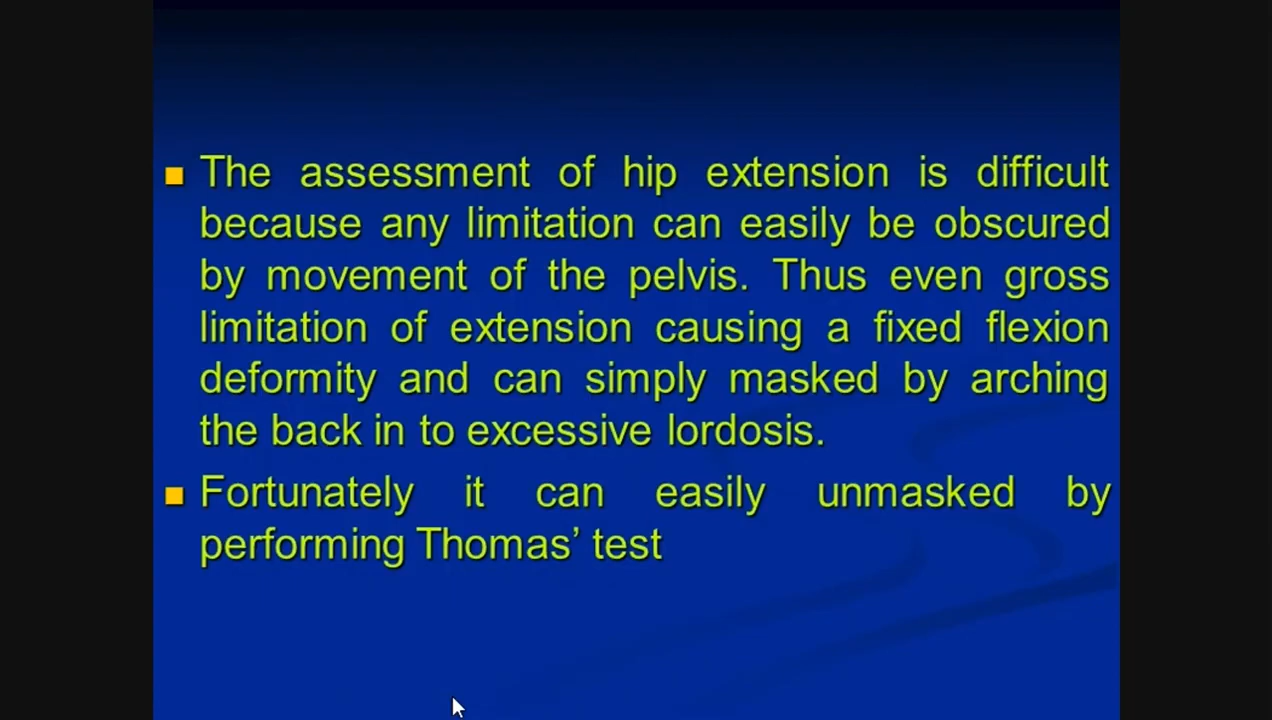 The assessment of hip extension is difficult
because any limitation can easily be obscured
by movement of the pelvis. Thus even gross
limitation of extension causing a fixed flexion
deformity and can simply masked by arching
the back in to excessive lordosis.
Fortunately it can easily unmasked by
performing Thomas’ test